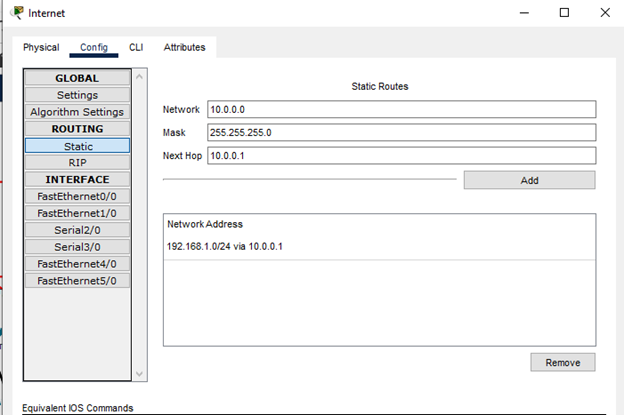 Internet
Physical Config CLI Attributes
GLOBAL
Settings
Algorithm Settings
ROUTING
Static
RIP
INTERFACE
FastEthernet0/0
FastEthernet1/0
Serial2/0
Serial3/0
FastEthernet4/0
FastEthernet5/0
Static Routes
Network 10.0.0.0
Mask 255.255.255.0
Next Hop 10.0.0.1
Add
Network Address
192.168.1.0/24 via 10.0.0.1
Remove
Equivalent IOS Commands